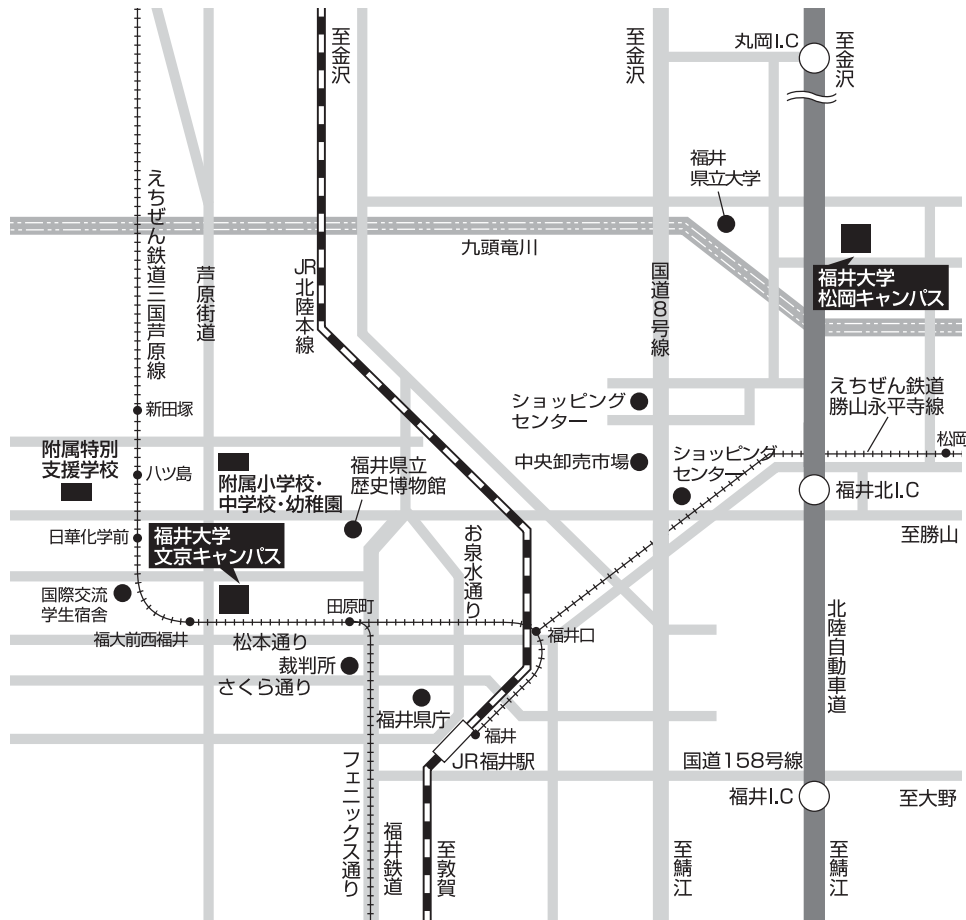 至金沢
至金沢
丸岡I.C
至金沢
福井
県立大学
えちぜん鉄道三国芦原線
芦原街道
JR北陸本線
九頭竜川
国道8号線
福井大学
松岡キャンパス
新田塚
ショッピング
センター
えちぜん鉄道
勝山永平寺線
松岡
附属特別
支援学校
八ツ島
附属小学校・
中学校・幼稚園
福井県立
歴史博物館
中央卸売市場
ショッピング
センター
福井北I.C
日華化学前
福井大学
文京キャンパス
お泉水通り
至勝山
国際交流
学生宿舎
福大前西福井
松本通り
田原町
福井口
北陸自動車道
裁判所
さくら通り
福井県庁
福井
JR福井駅
国道158号線
福井I.C
至大野
フェニックス通り
福井鉄道
至敦賀
至鯖江
至鯖江